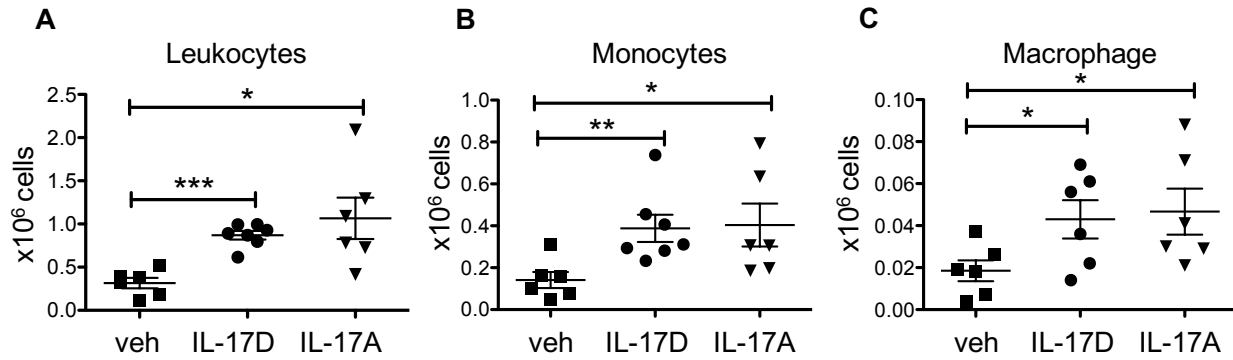 A
Leukocytes
x10⁶ cells
2.5
2.0
1.5
1.0
0.5
0.0
*
***
veh IL-17D IL-17A
B
Monocytes
x10⁶ cells
1.0
0.8
0.6
0.4
0.2
0.0
*
**
veh IL-17D IL-17A
C
Macrophage
x10⁶ cells
0.10
0.08
0.06
0.04
0.02
0.00
*
*
veh IL-17D IL-17A